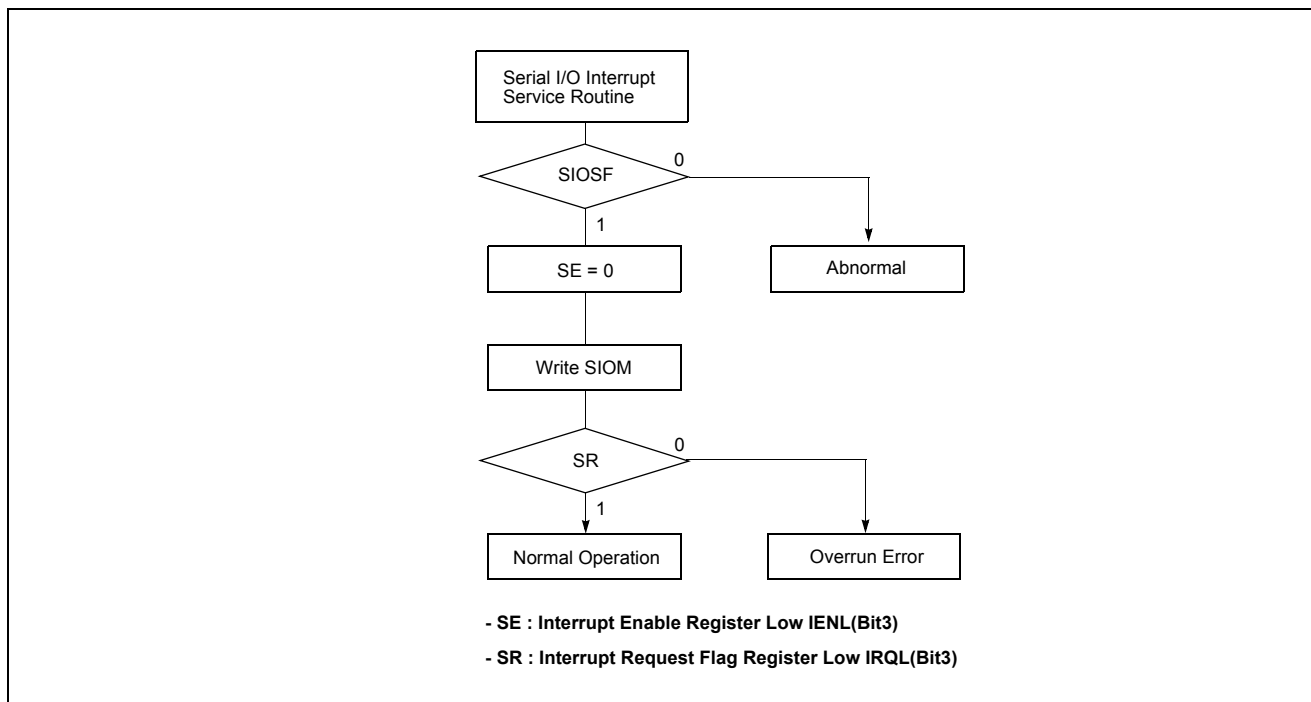 Serial I/O Interrupt
Service Routine
0
SIOSF
1
SE = 0
Abnormal
Write SIOM
0
SR
1
Normal Operation
Overrun Error
- SE : Interrupt Enable Register Low IENL(Bit3)
- SR : Interrupt Request Flag Register Low IRQL(Bit3)